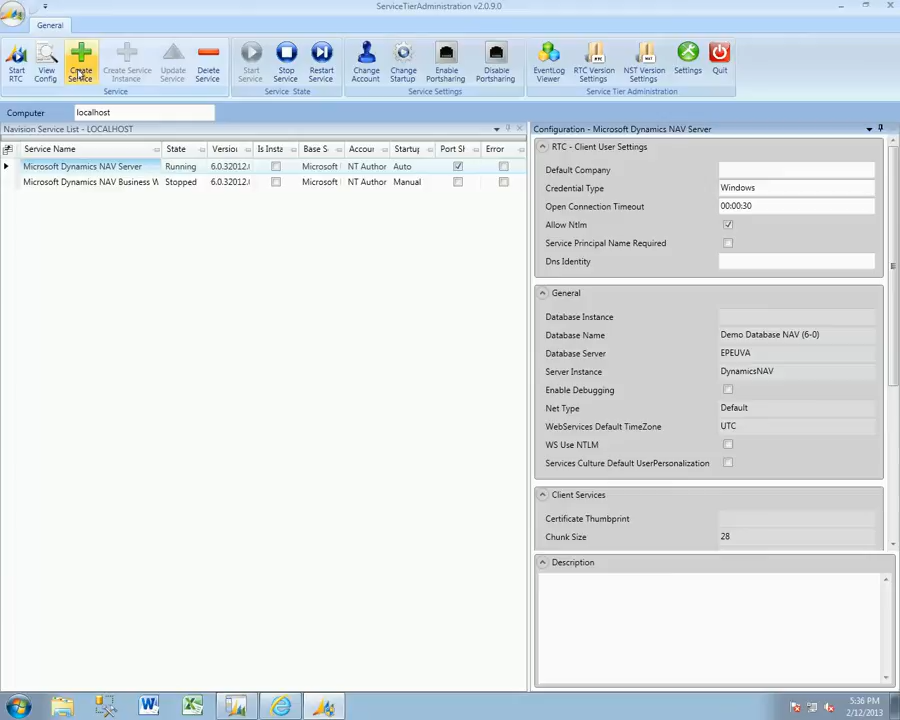 ServiceTierAdministration v2.0.9.0
General
Start RTC
View Config
Create Service
Create Service Instance
Update Service
Delete Service
Start Service
Stop Service
Restart Service
Change Account
Change Startup
Enable Portsharing
Disable Portsharing
EventLog Viewer
RTC Version Settings
NST Version Settings
Settings
Quit
Service
Service State
Service Settings
Service Tier Administration
Computer localhost
Navision Service List - LOCALHOST
Service Name State Versio Is Insta Base S Accou Startu Port SI Error
Microsoft Dynamics NAV Server Running 6.0.32012. Microsoft NT Author Auto
Microsoft Dynamics NAV Business W Stopped 6.0.32012. Microsoft NT Author Manual
Configuration - Microsoft Dynamics NAV Server
RTC - Client User Settings
Default Company
Credential Type Windows
Open Connection Timeout 00:00:30
Allow Ntlm
Service Principal Name Required
Dns Identity
General
Database Instance
Database Name Demo Database NAV (6-0)
Database Server EPEUVA
Server Instance DynamicsNAV
Enable Debugging
Net Type Default
WebServices Default TimeZone UTC
WS Use NTLM
Services Culture Default UserPersonalization
Client Services
Certificate Thumbprint
Chunk Size 28
Description
5:36 PM
2/12/2013